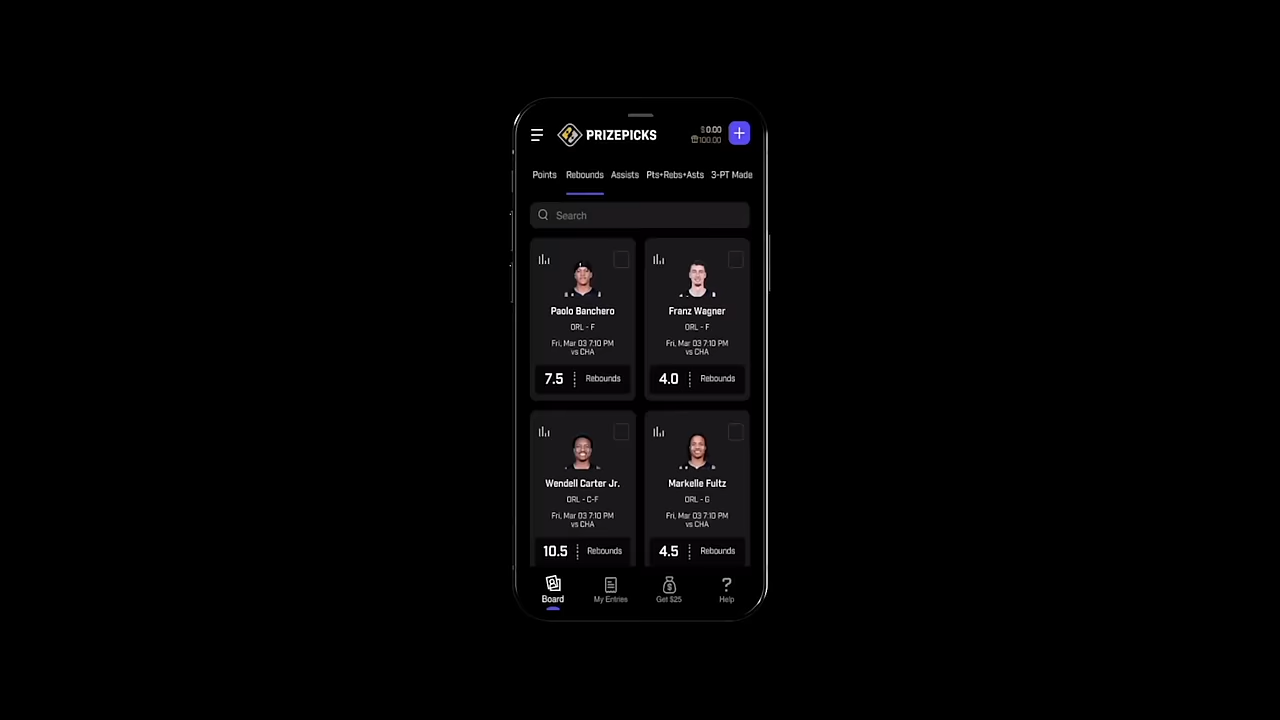 PRIZEPICKS
$ 0.00
100.00
Points Rebounds Assists Pts+Rebs+Asts 3-PT Made
Search
Paolo Banchero
ORL - F
Fri, Mar 03 7:10 PM
vs CHA
7.5 Rebounds
Franz Wagner
ORL - F
Fri, Mar 03 7:10 PM
vs CHA
4.0 Rebounds
Wendell Carter Jr.
ORL - C-F
Fri, Mar 03 7:10 PM
vs CHA
10.5 Rebounds
Markelle Fultz
ORL - G
Fri, Mar 03 7:10 PM
vs CHA
4.5 Rebounds
Board My Entries Get $25 Help